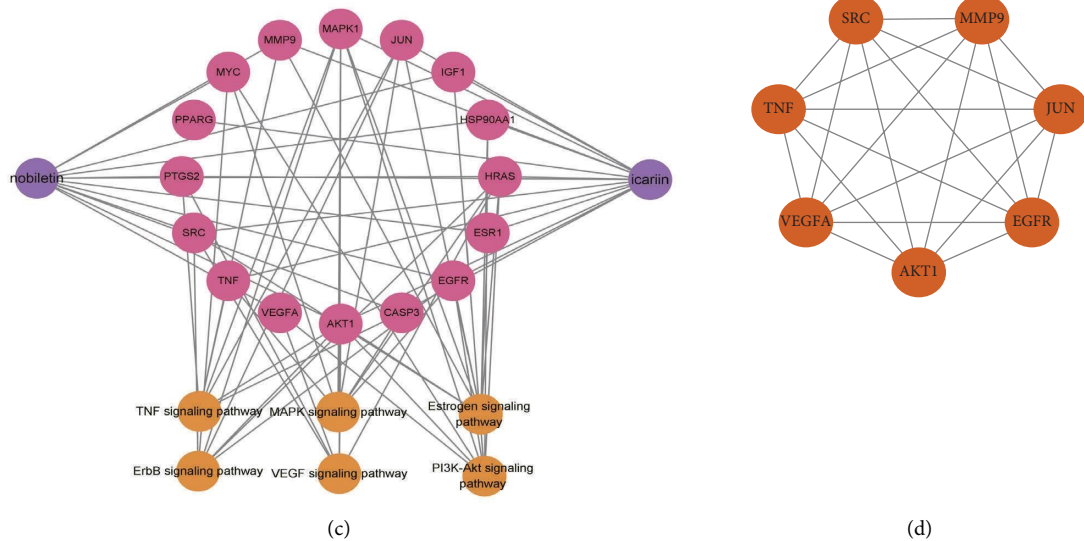 MAPK1
MMP9
JUN
MYC
IGF1
PPARG
HSP90AA1
nobiletin
PTGS2
HRAS
icariin
SRC
ESR1
TNF
EGFR
VEGFA
AKT1
CASP3
TNF signaling pathway
MAPK signaling pathway
Estrogen signaling
pathway
ErbB signaling pathway
VEGF signaling pathway
PI3K-Akt signaling
pathway
(c)
SRC
MMP9
TNF
JUN
VEGFA
EGFR
AKT1
(d)